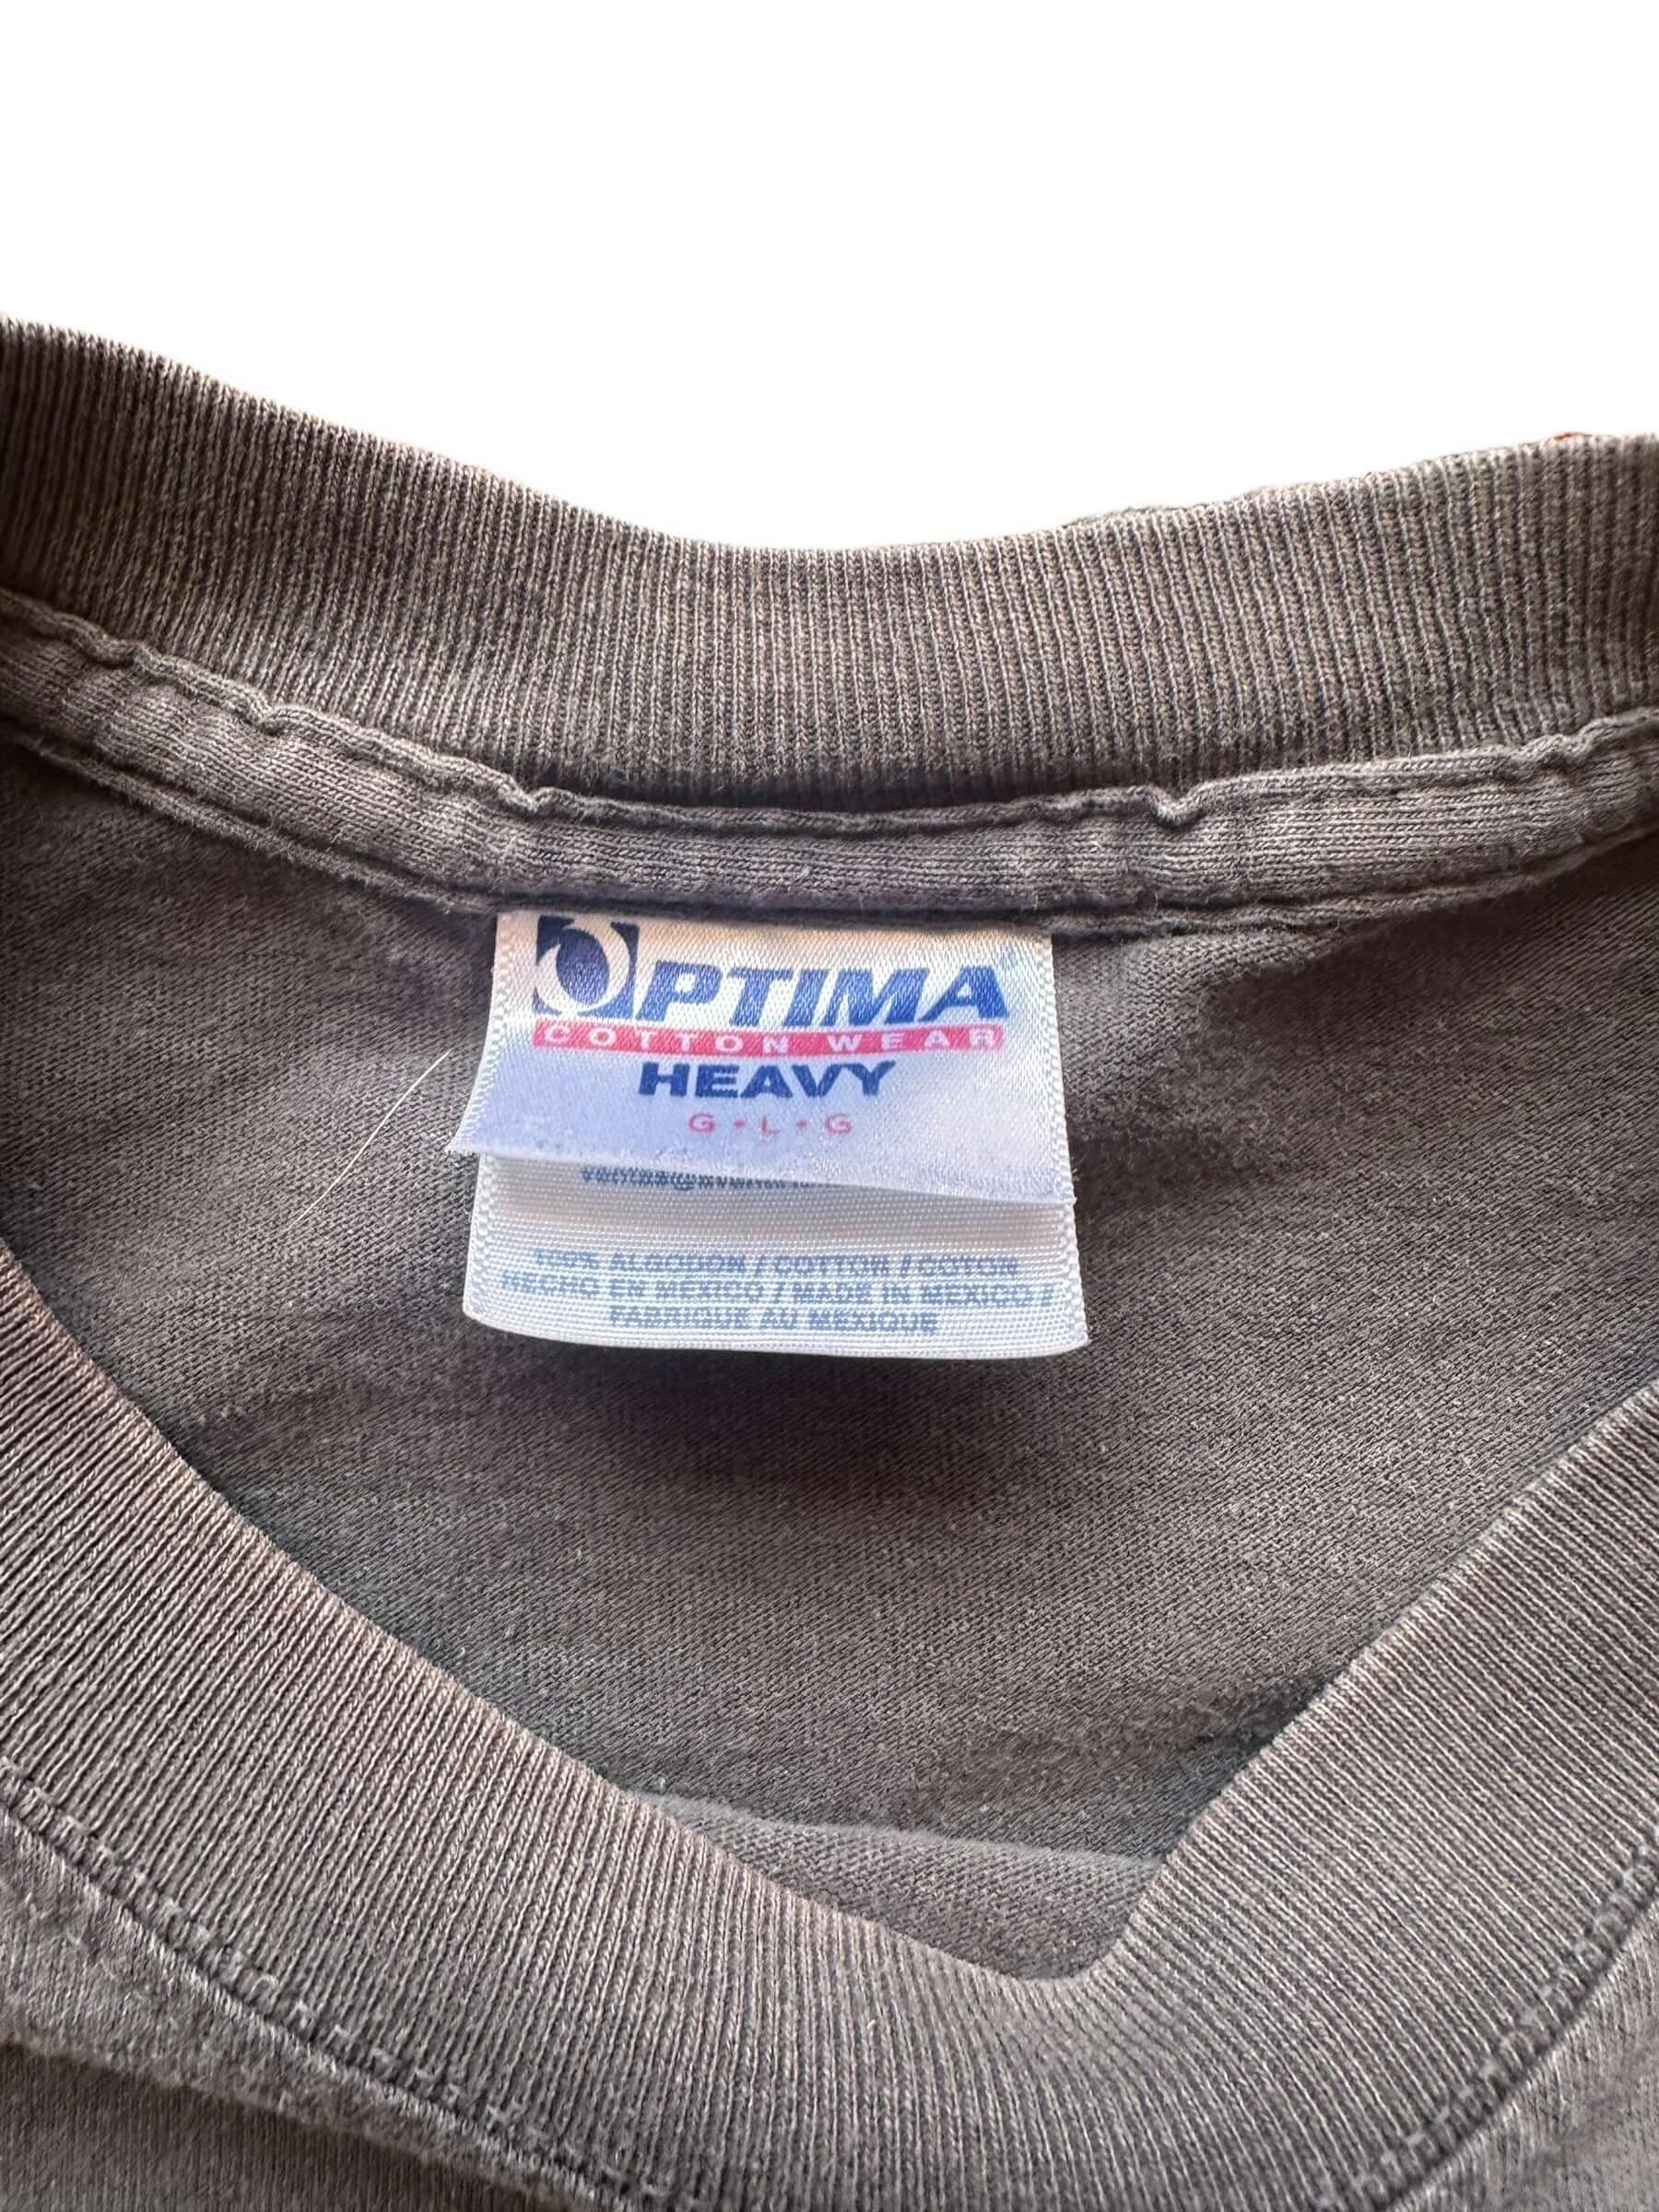 OPTIMA
COTTON WEAR
HEAVY
G • L • G
100% ALGODON / COTTON / COTON
HECHO EN MEXICO / MADE IN MEXICO /
FABRIQUE AU MEXIQUE